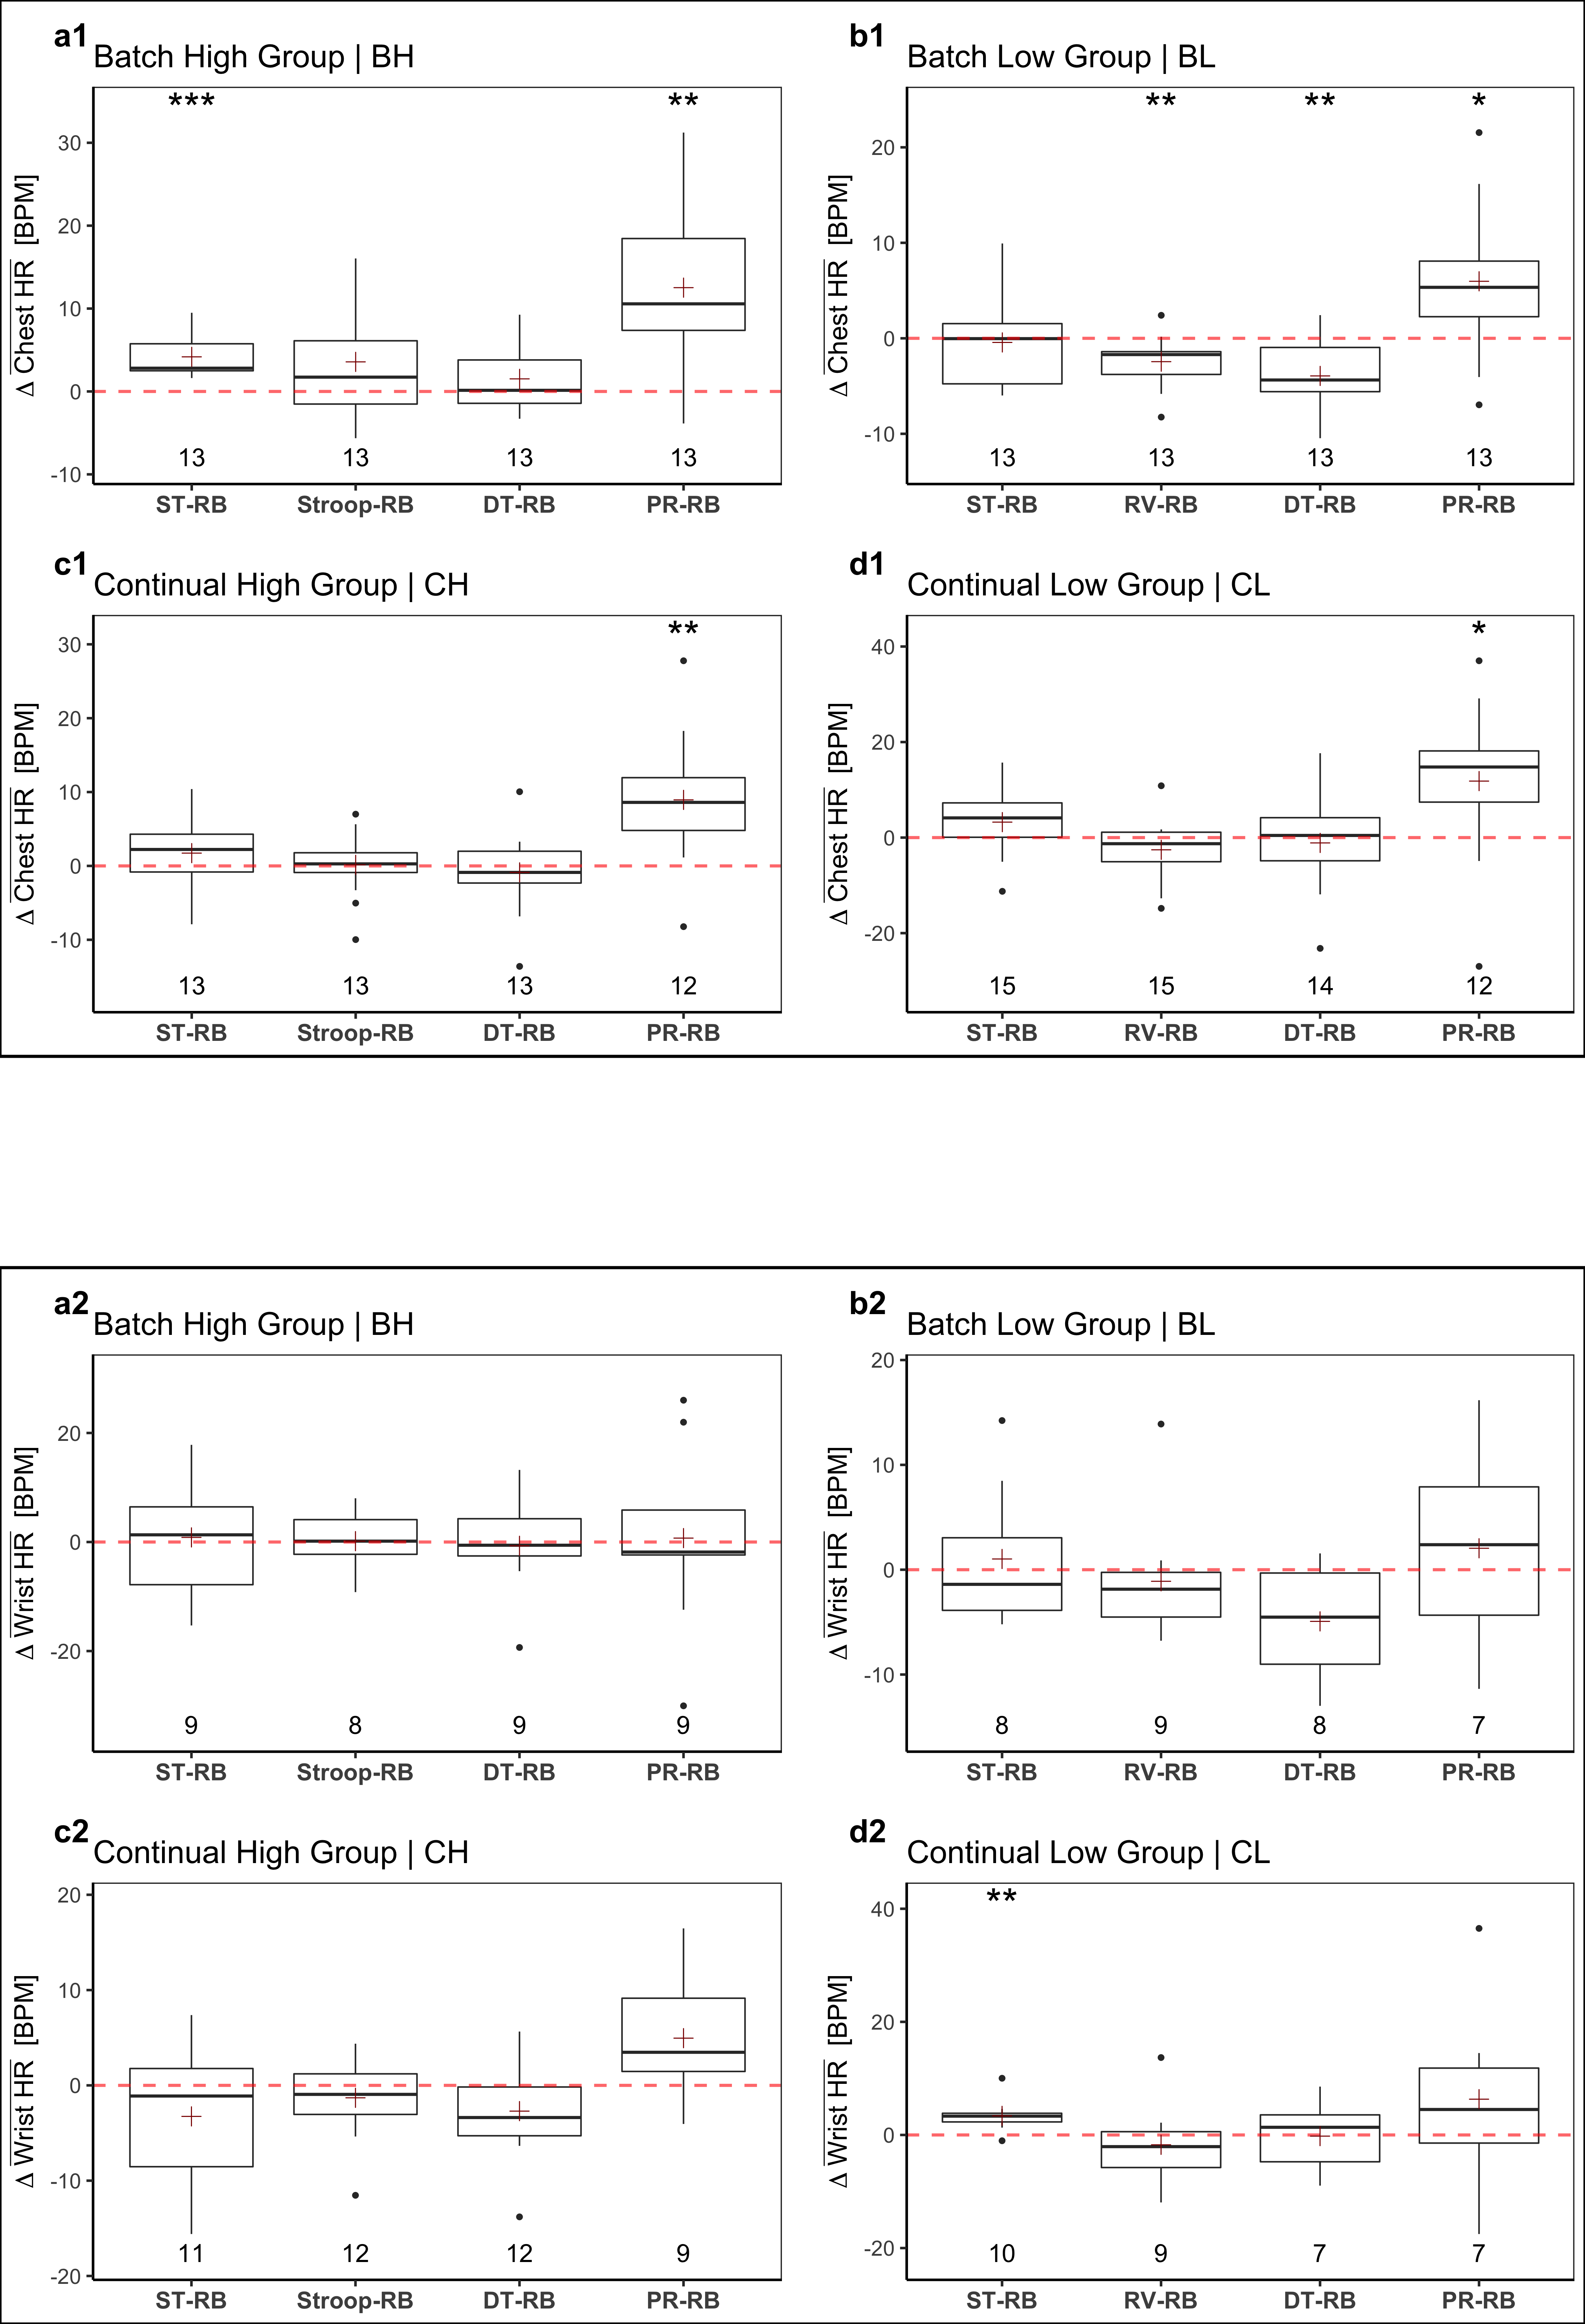 a1
Batch High Group | BH
*** **
Δ Chest HR [BPM]
30
20
10
0
-10
13 13 13 13
ST-RB Stroop-RB DT-RB PR-RB
b1
Batch Low Group | BL
** ** *
Δ Chest HR [BPM]
20
10
0
-10
13 13 13 13
ST-RB RV-RB DT-RB PR-RB
c1
Continual High Group | CH
**
Δ Chest HR [BPM]
30
20
10
0
-10
13 13 13 12
ST-RB Stroop-RB DT-RB PR-RB
d1
Continual Low Group | CL
*
Δ Chest HR [BPM]
40
20
0
-20
15 15 14 12
ST-RB RV-RB DT-RB PR-RB
a2
Batch High Group | BH
Δ Wrist HR [BPM]
20
0
-20
9 8 9 9
ST-RB Stroop-RB DT-RB PR-RB
b2
Batch Low Group | BL
Δ Wrist HR [BPM]
20
10
0
-10
8 9 8 7
ST-RB RV-RB DT-RB PR-RB
c2
Continual High Group | CH
Δ Wrist HR [BPM]
20
10
0
-10
-20
11 12 12 9
ST-RB Stroop-RB DT-RB PR-RB
d2
Continual Low Group | CL
**
Δ Wrist HR [BPM]
40
20
0
-20
10 9 7 7
ST-RB RV-RB DT-RB PR-RB